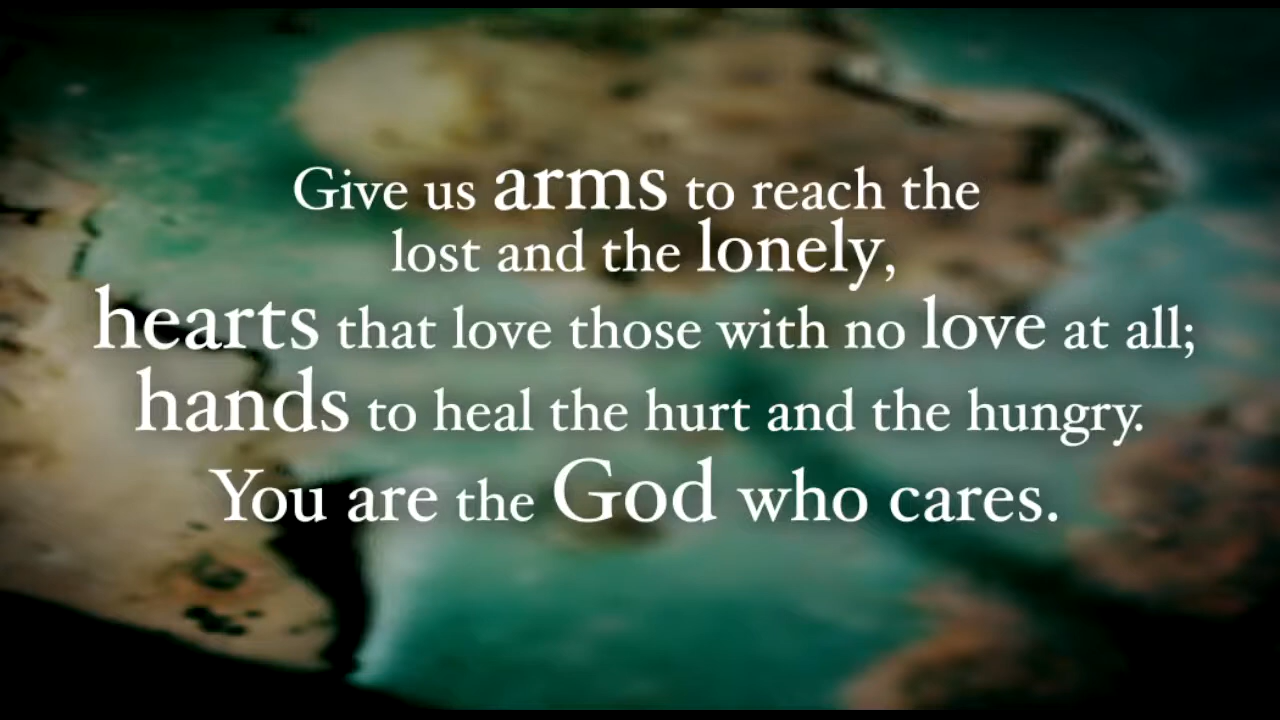 Give us arms to reach the
lost and the lonely,
hearts that love those with no love at all;
hands to heal the hurt and the hungry.
You are the God who cares.